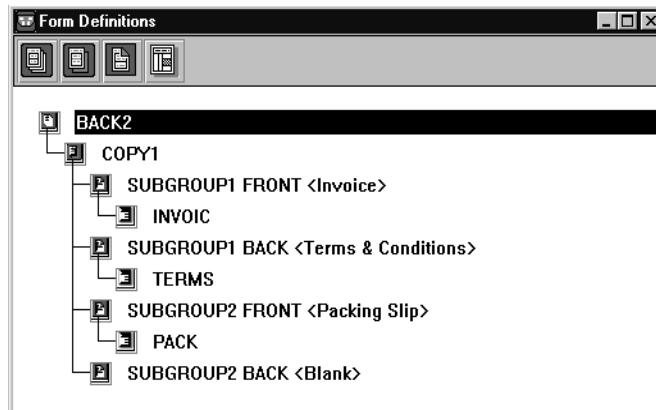 Form Definitions
BACK2
COPY1
SUBGROUP1 FRONT <Invoice>
INVOIC
SUBGROUP1 BACK <Terms & Conditions>
TERMS
SUBGROUP2 FRONT <Packing Slip>
PACK
SUBGROUP2 BACK <Blank>